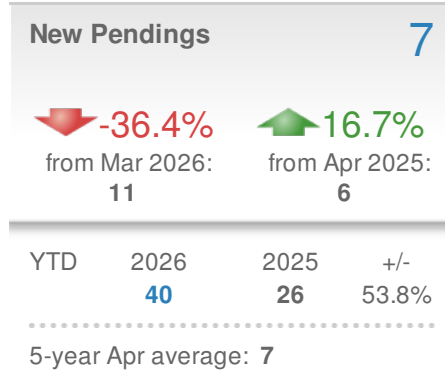 New Pendings 7
-36.4% 16.7%
from Mar 2026: from Apr 2025:
11 6
YTD 2026 2025 +/-
40 26 53.8%
5-year Apr average: 7